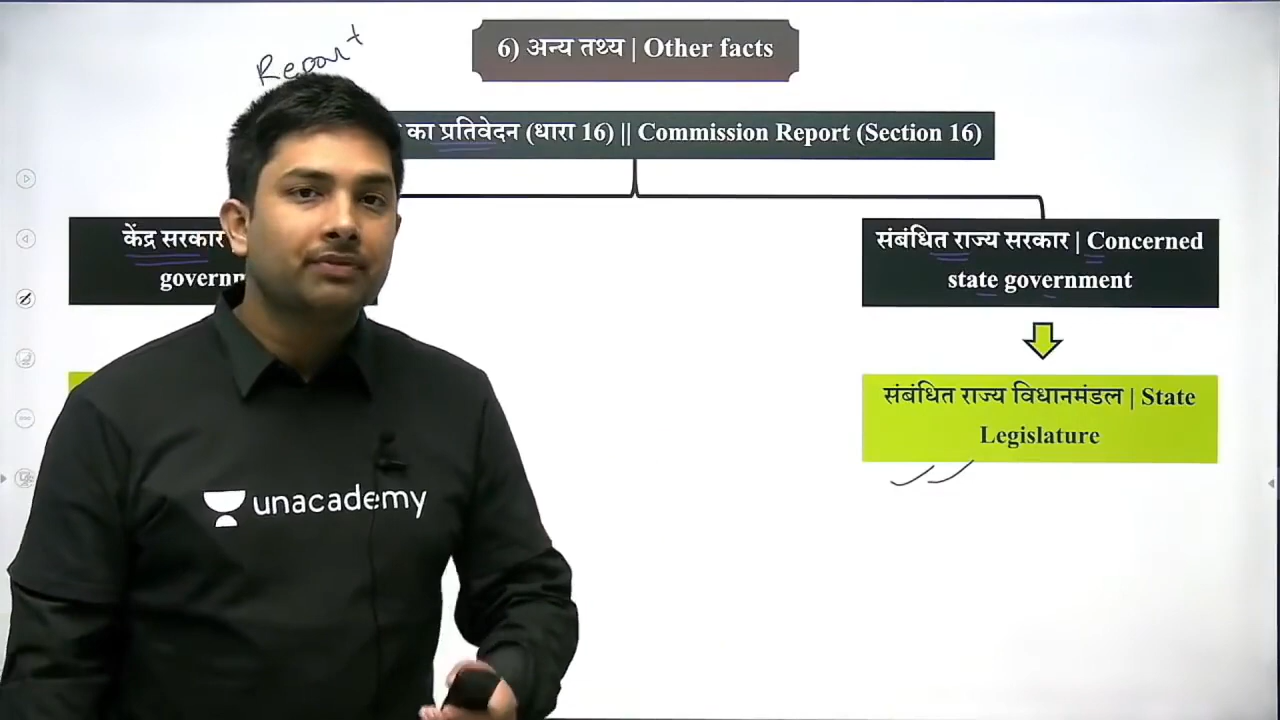 6) अन्य तथ्य | Other facts
Report
का प्रतिवेदन (धारा 16) || Commission Report (Section 16)
केंद्र सरकार
संबंधित राज्य सरकार | Concerned
state government
संबंधित राज्य विधानमंडल | State
Legislature
unacademy